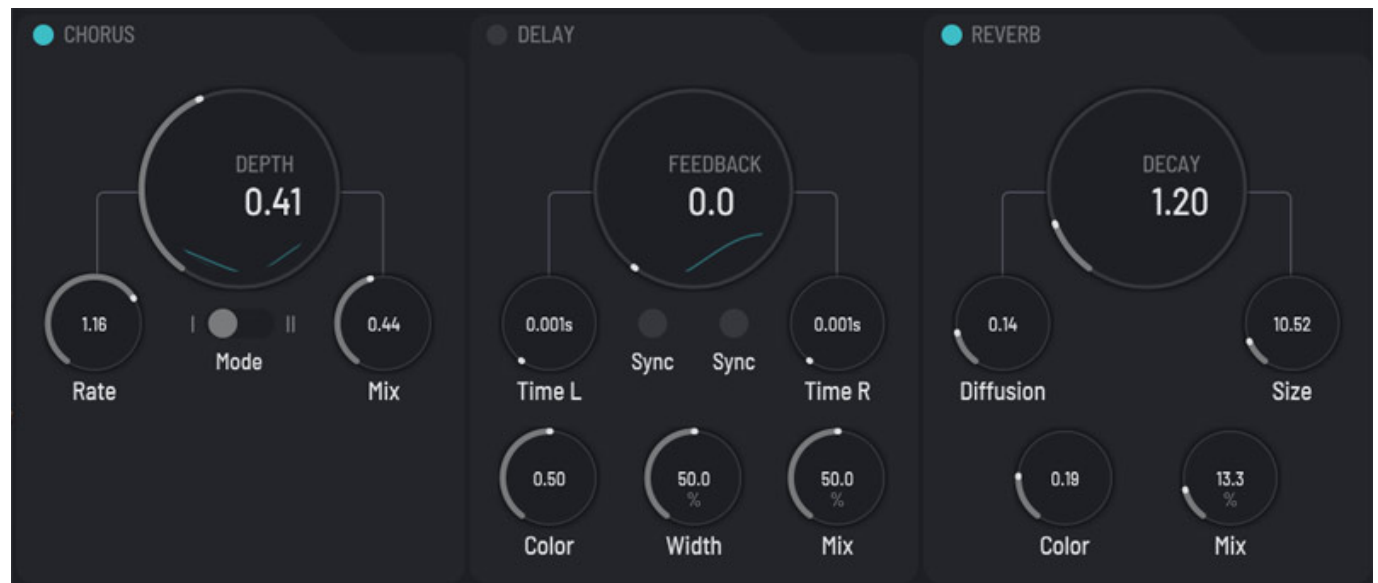 CHORUS
DEPTH
0.41
1.16
Rate
I
II
Mode
0.44
Mix
DELAY
FEEDBACK
0.0
0.001s
Time L
Sync
Sync
0.001s
Time R
0.50
Color
50.0
%
Width
50.0
%
Mix
REVERB
DECAY
1.20
0.14
Diffusion
10.52
Size
0.19
Color
13.3
%
Mix